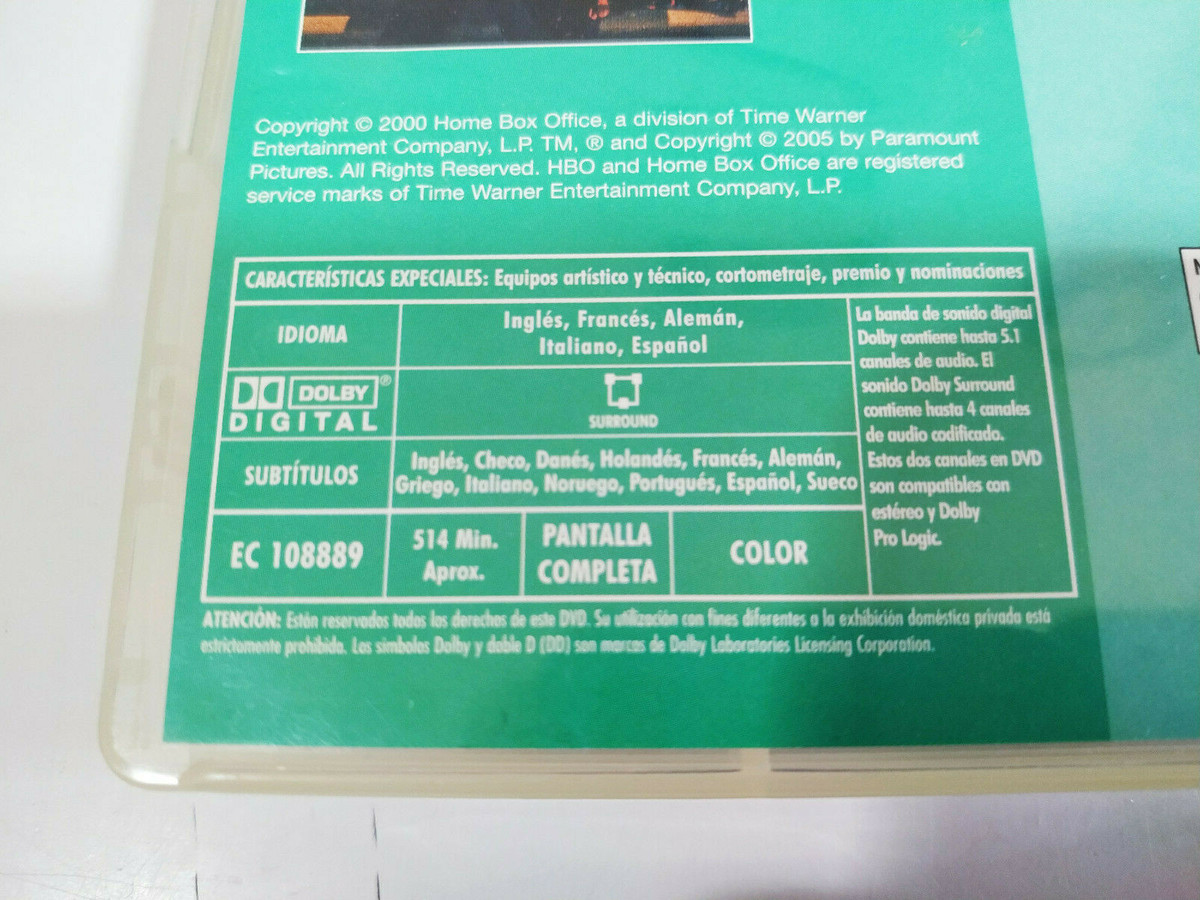 Copyright © 2000 Home Box Office, a division of Time Warner
Entertainment Company, L.P. TM, ® and Copyright © 2005 by Paramount
Pictures. All Rights Reserved. HBO and Home Box Office are registered
service marks of Time Warner Entertainment Company, L.P.
CARACTERÍSTICAS ESPECIALES: Equipos artístico y técnico, cortometraje, premio y nominaciones
IDIOMA
Inglés, Francés, Alemán,
Italiano, Español
DOLBY®
DIGITAL
SURROUND
SUBTÍTULOS
Inglés, Checo, Danés, Holandés, Francés, Alemán,
Griego, Italiano, Noruego, Portugués, Español, Sueco
EC 108889
514 Min.
Aprox.
PANTALLA
COMPLETA
COLOR
La banda de sonido digital
Dolby contiene hasta 5.1
canales de audio. El
sonido Dolby Surround
contiene hasta 4 canales
de audio codificado.
Estos dos canales en DVD
son compatibles con
estéreo y Dolby
Pro Logic.
ATENCIÓN: Están reservados todos los derechos de este DVD. Su utilización con fines diferentes a la exhibición doméstica privada está
estrictamente prohibida. Los simbolos Dolby y doble D (DD) son marcas de Dolby Laboratories Licensing Corporation.